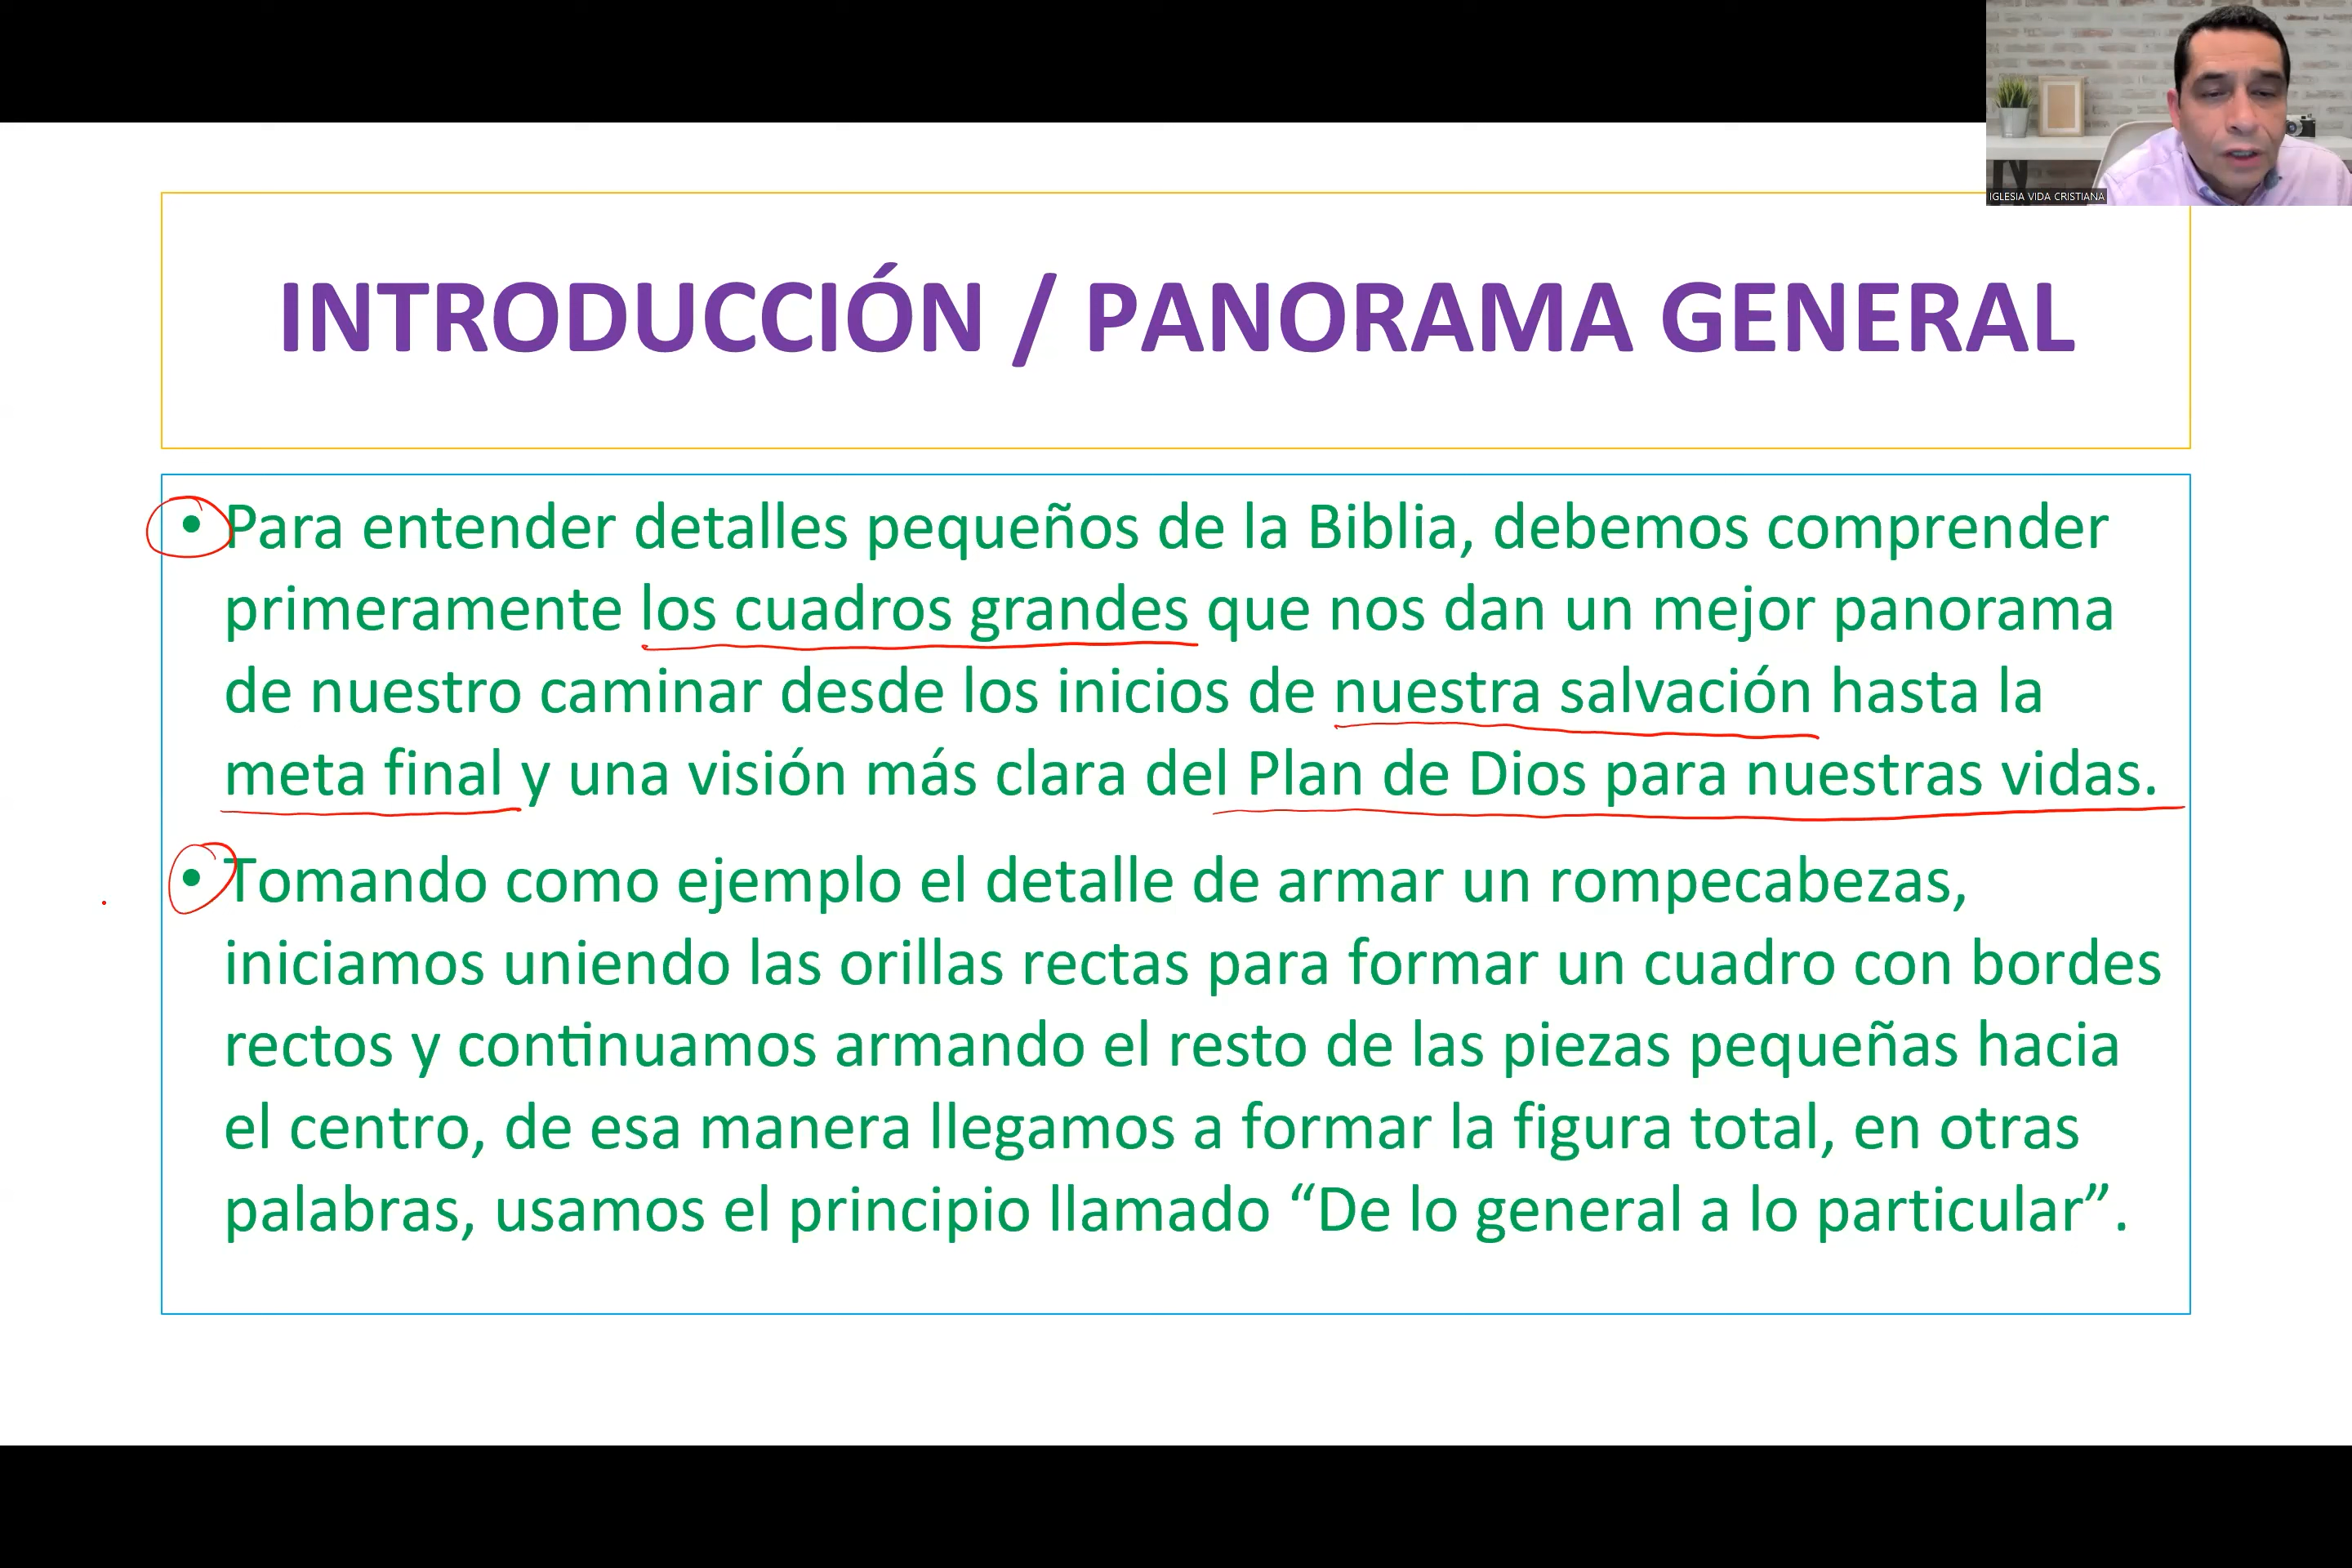 IGLESIA VIDA CRISTIANA
INTRODUCCIÓN / PANORAMA GENERAL
• Para entender detalles pequeños de la Biblia, debemos comprender
primeramente los cuadros grandes que nos dan un mejor panorama
de nuestro caminar desde los inicios de nuestra salvación hasta la
meta final y una visión más clara del Plan de Dios para nuestras vidas.
• Tomando como ejemplo el detalle de armar un rompecabezas,
iniciamos uniendo las orillas rectas para formar un cuadro con bordes
rectos y continuamos armando el resto de las piezas pequeñas hacia
el centro, de esa manera llegamos a formar la figura total, en otras
palabras, usamos el principio llamado “De lo general a lo particular”.